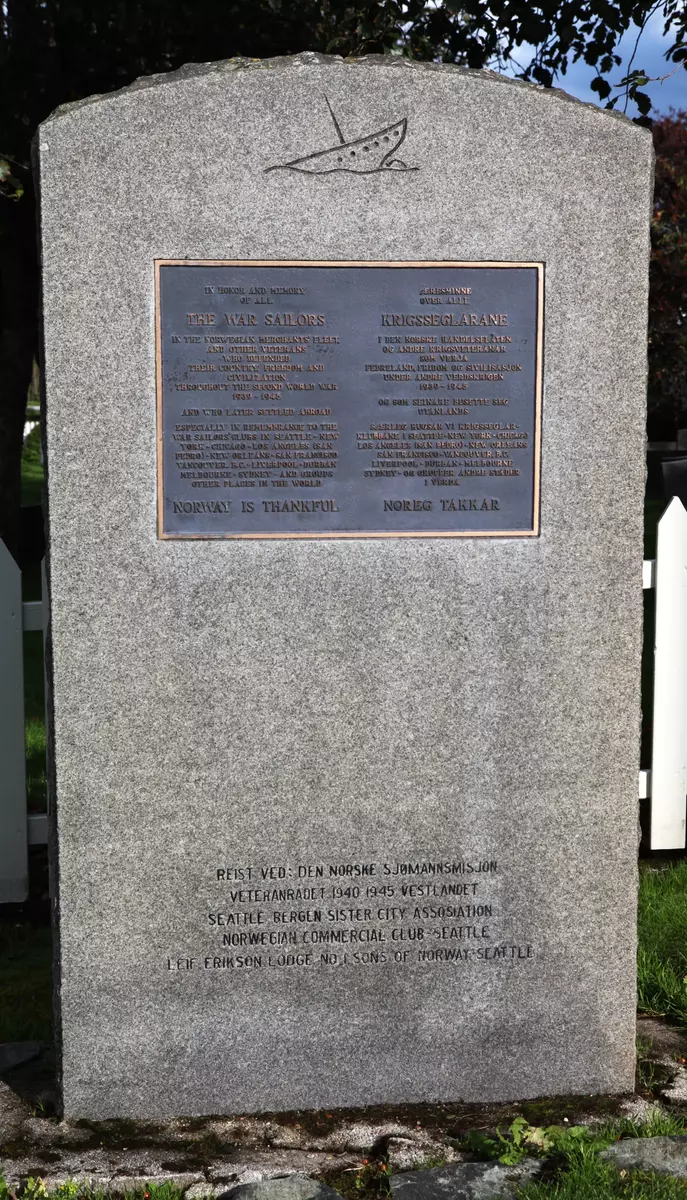 IN HONOR AND MEMORY
OF ALL
THE WAR SAILORS
IN THE NORWEGIAN MERCHANTS FLEET
AND OTHER VETERANS
WHO DEFENDED
THEIR COUNTRY, FREEDOM AND
CIVILIZATION
THROUGHOUT THE SECOND WORLD WAR
1939 - 1945
AND WHO LATER SETTLED ABROAD
ESPECIALLY IN REMEMBRANCE TO THE
WAR SAILORS' CLUBS IN SEATTLE - NEW
YORK - CHICAGO - LOS ANGELES (SAN
PEDRO) - NEW ORLEANS - SAN FRANCISCO
VANCOUVER, B.C. - LIVERPOOL - DURBAN
MELBOURNE - SYDNEY - AND GROUPS
OTHER PLACES IN THE WORLD
NORWAY IS THANKFUL
ÆRESMINNE
OVER ALLE
KRIGSSEGLARANE
I DEN NORSKE HANDELSFLÅTEN
OG ANDRE KRIGSVETERANAR
SOM VERJA
FEDRELAND, FRIDOM OG SIVILISASJON
UNDER ANDRE VERDSKRIGEN
1939 - 1945
OG SOM SEINARE BUSETTE SEG
UTANLANDS
SÆRLEG HUGSAR VI KRIGSSEGLAR-
KLUBBANE I SEATTLE - NEW YORK - CHICAGO
LOS ANGELES (SAN PEDRO) - NEW ORLEANS
SAN FRANCISCO - VANCOUVER, B.C.
LIVERPOOL - DURBAN - MELBOURNE
SYDNEY - OG GRUPPER ANDRE STADER
I VERDA
NOREG TAKKAR
REIST VED: DEN NORSKE SJØMANNSMISJON
VETERANRADET 1940 1945 VESTLANDET
SEATTLE BERGEN SISTER CITY ASSOSIATION
NORWEGIAN COMMERCIAL CLUB-SEATTLE
LEIF ERIKSON LODGE NO.1 SONS OF NORWAY-SEATTLE